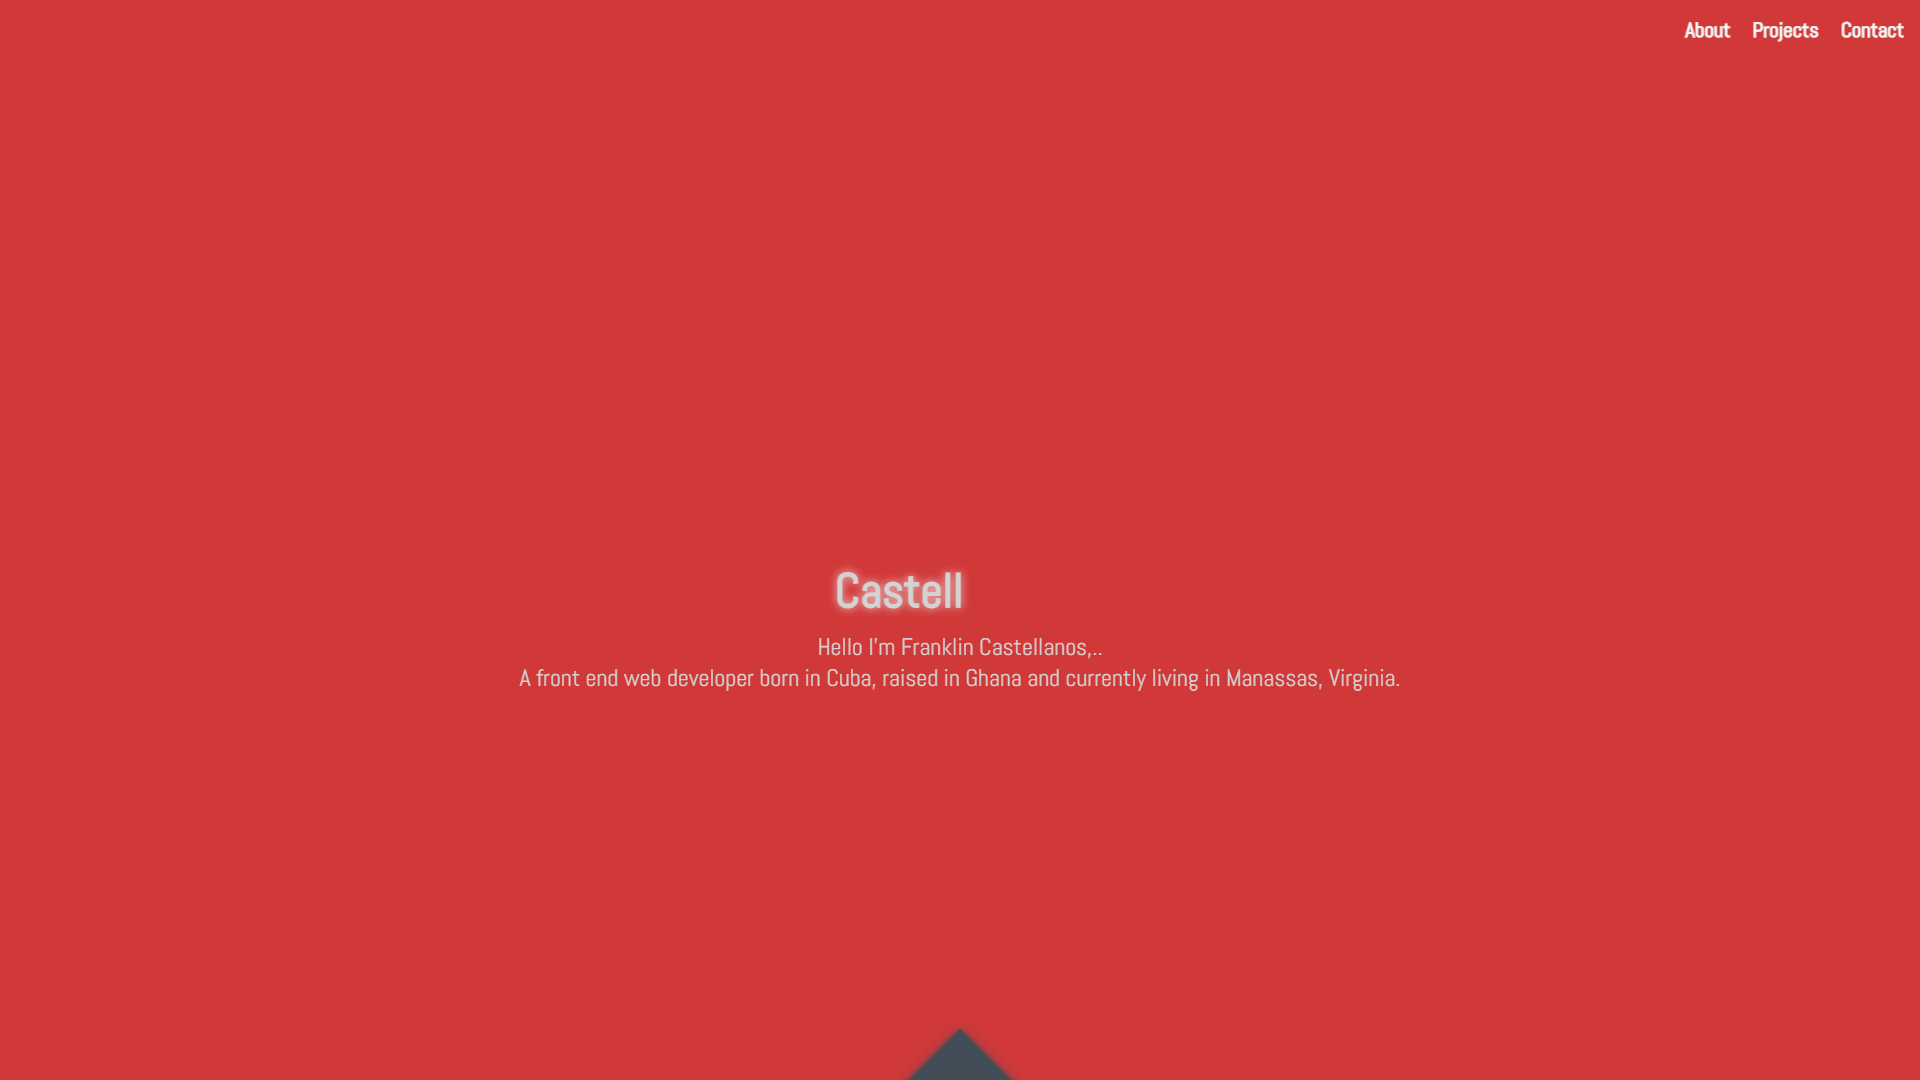 About Projects Contact
Castell
Hello I'm Franklin Castellanos,..
A front end web developer born in Cuba, raised in Ghana and currently living in Manassas, Virginia.